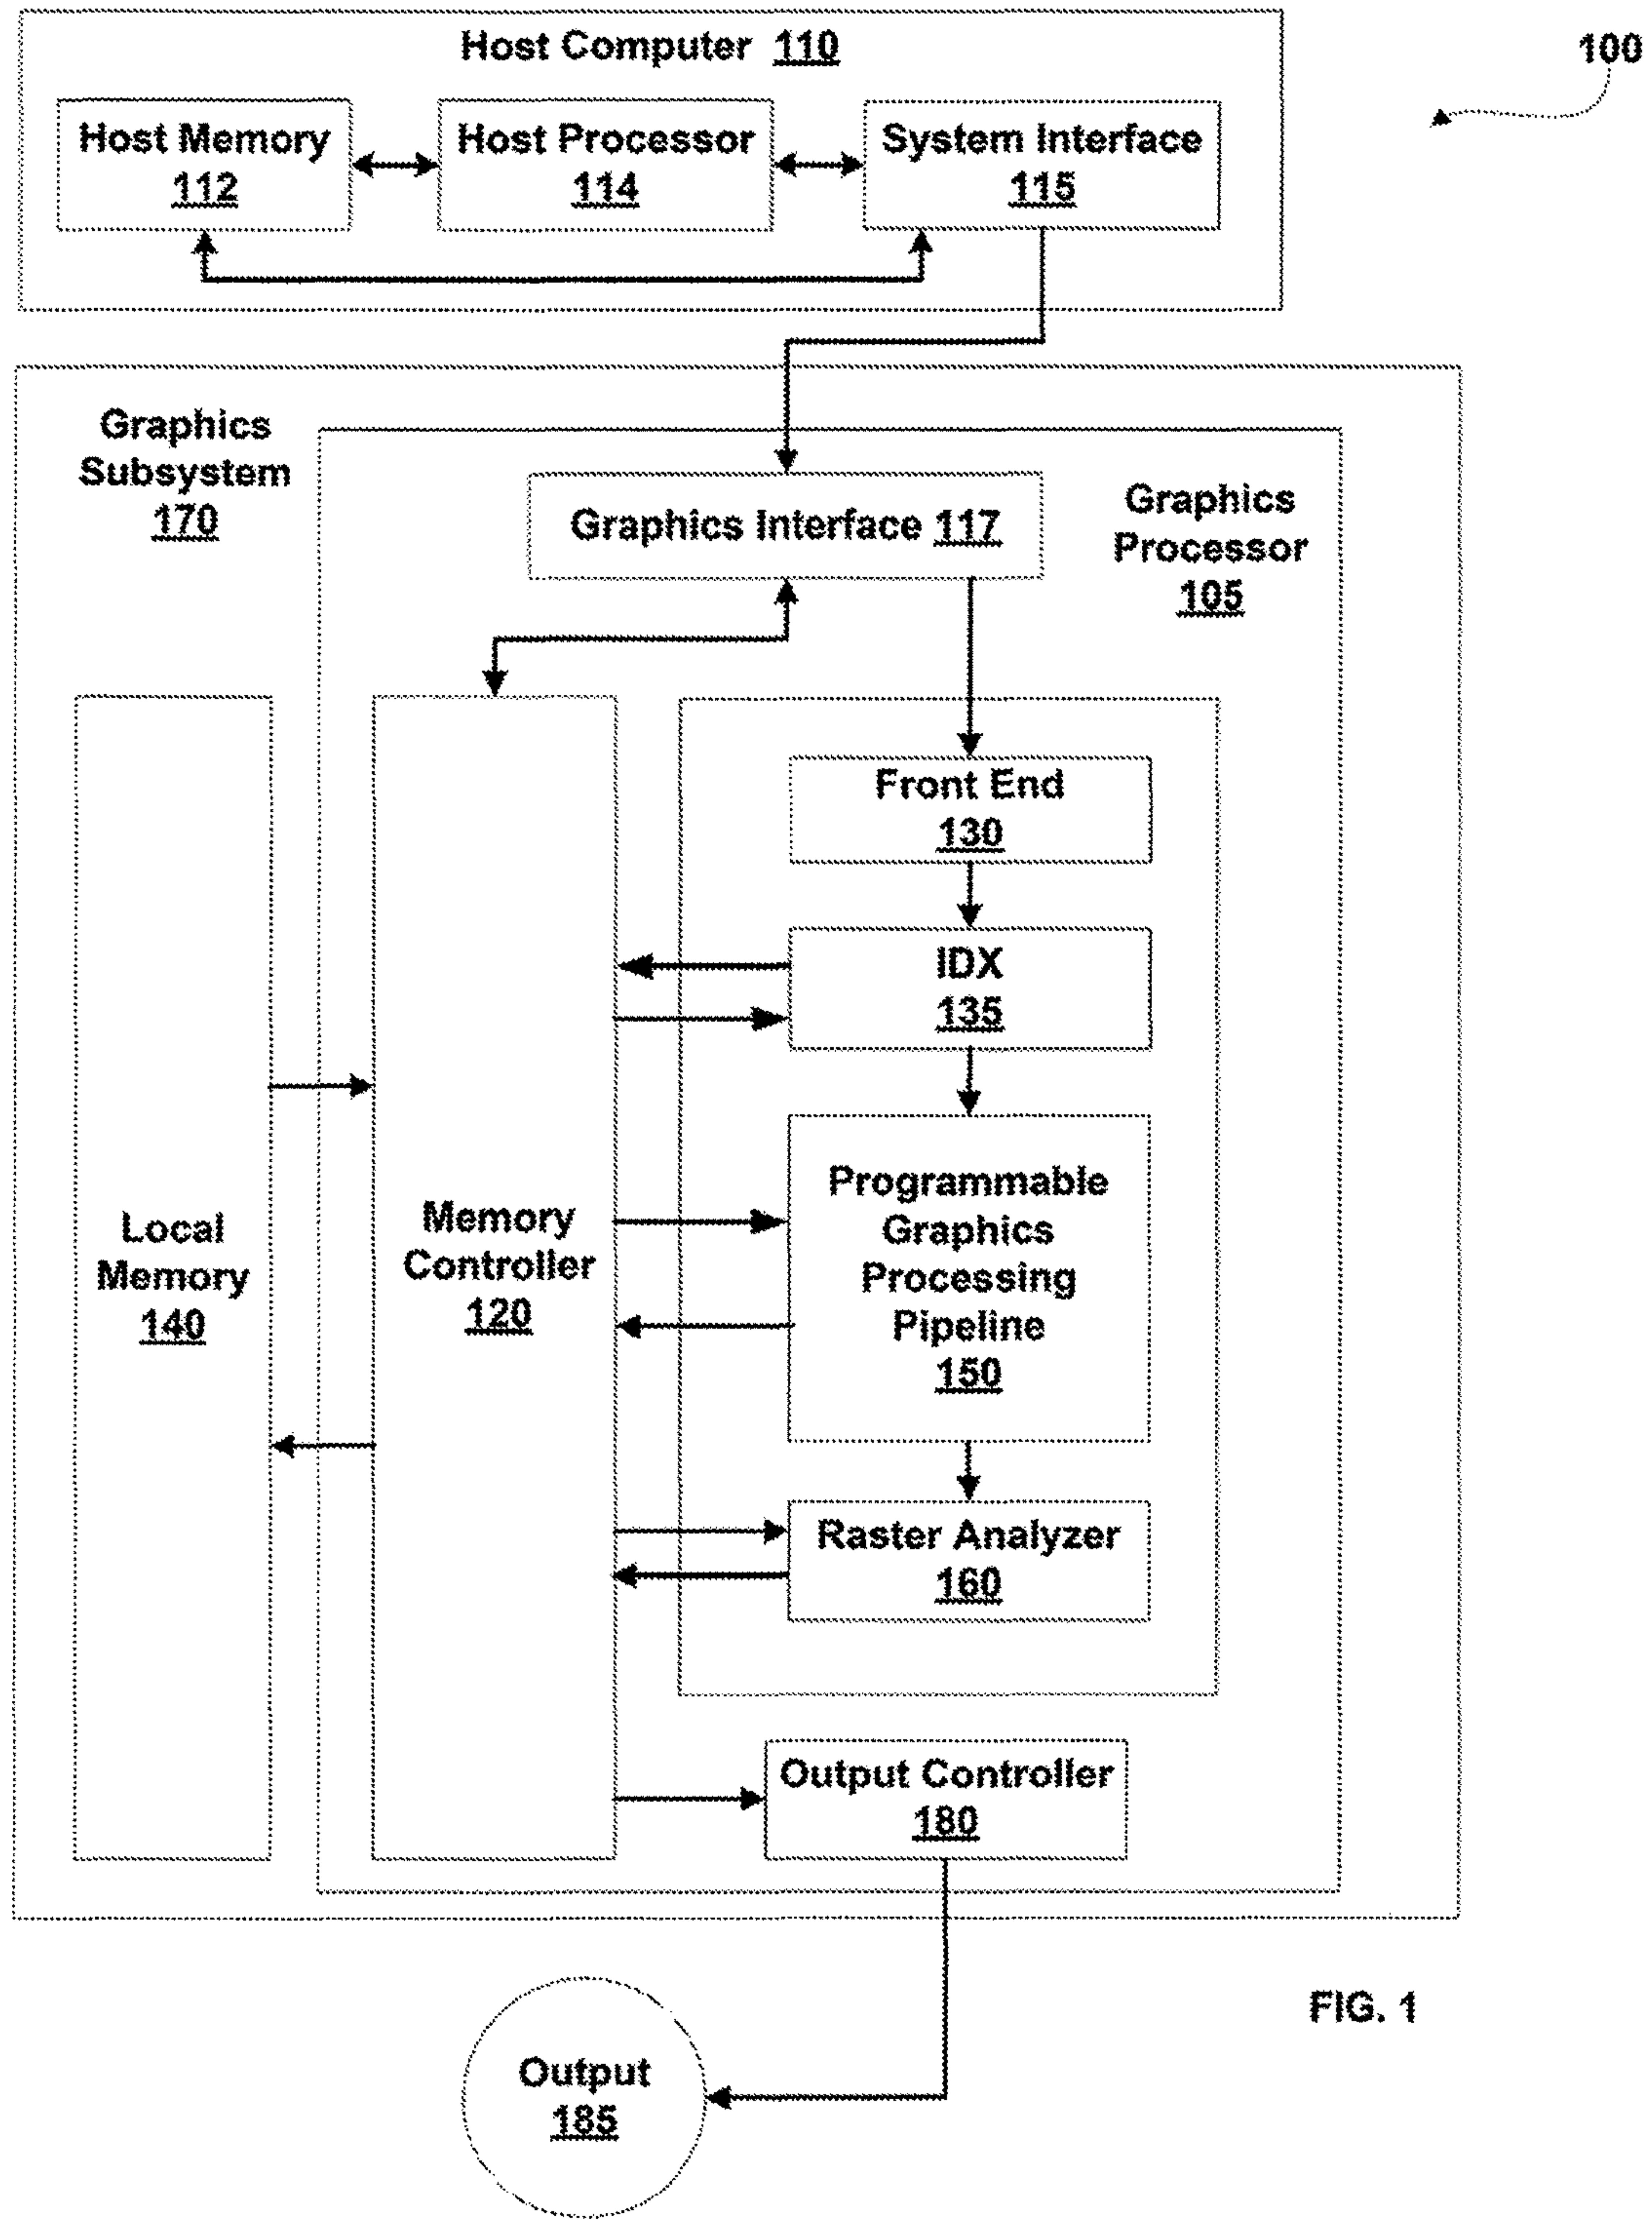 Host Computer 110
100
Host Memory
112
Host Processor
114
System Interface
115
Graphics
Subsystem
170
Graphics Interface 117
Graphics
Processor
105
Front End
130
IDX
135
Programmable
Graphics
Processing
Pipeline
150
Local
Memory
140
Memory
Controller
120
Raster Analyzer
160
Output Controller
180
FIG. 1
Output
185